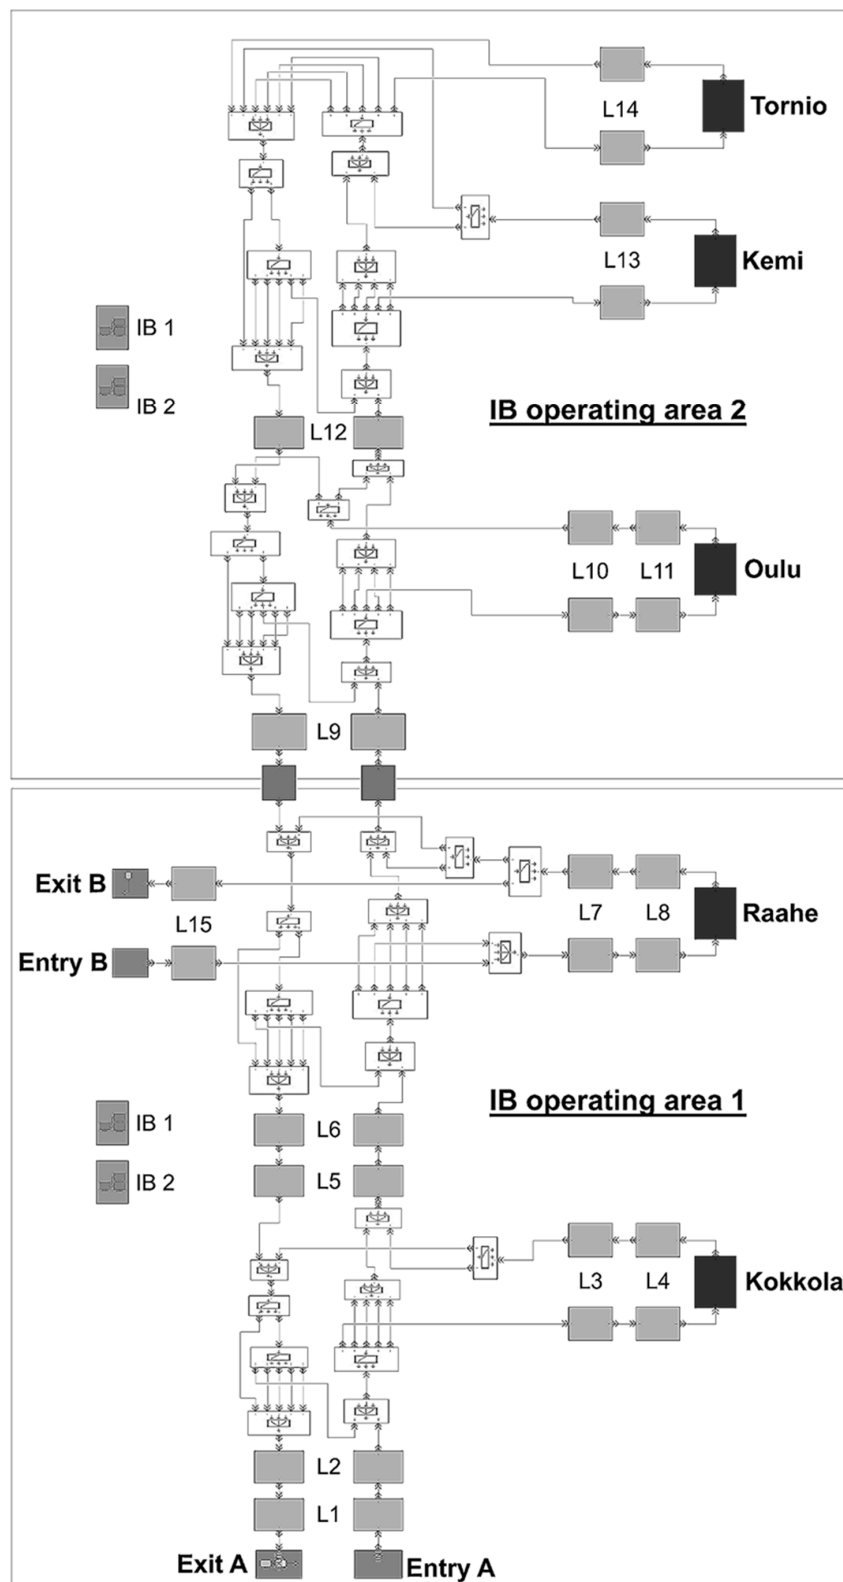 Tornio
L14
Kemi
L13
IB 1
IB 2
IB operating area 2
L12
Oulu
L10 L11
L9
Exit B
Raahe
L15
L7 L8
Entry B
IB operating area 1
IB 1
L6
IB 2
L5
Kokkola
L3 L4
L2
L1
Exit A
Entry A